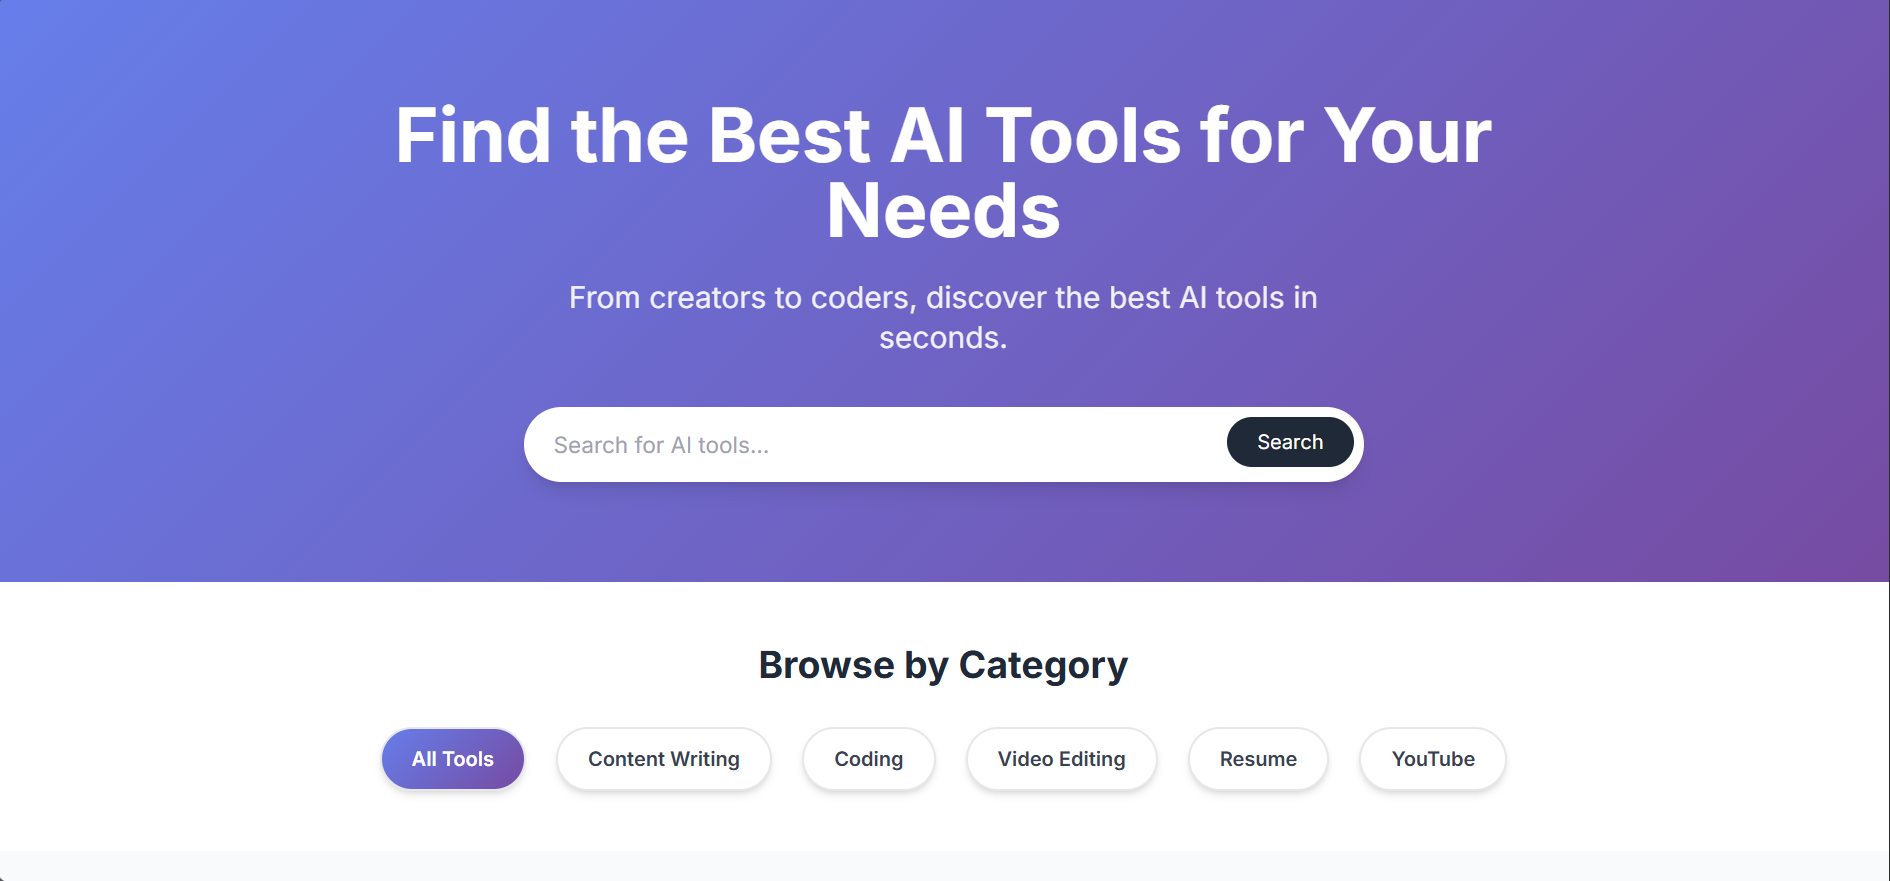 Find the Best AI Tools for Your
Needs
From creators to coders, discover the best AI tools in
seconds.
Search for AI tools...
Search
Browse by Category
All Tools
Content Writing
Coding
Video Editing
Resume
YouTube